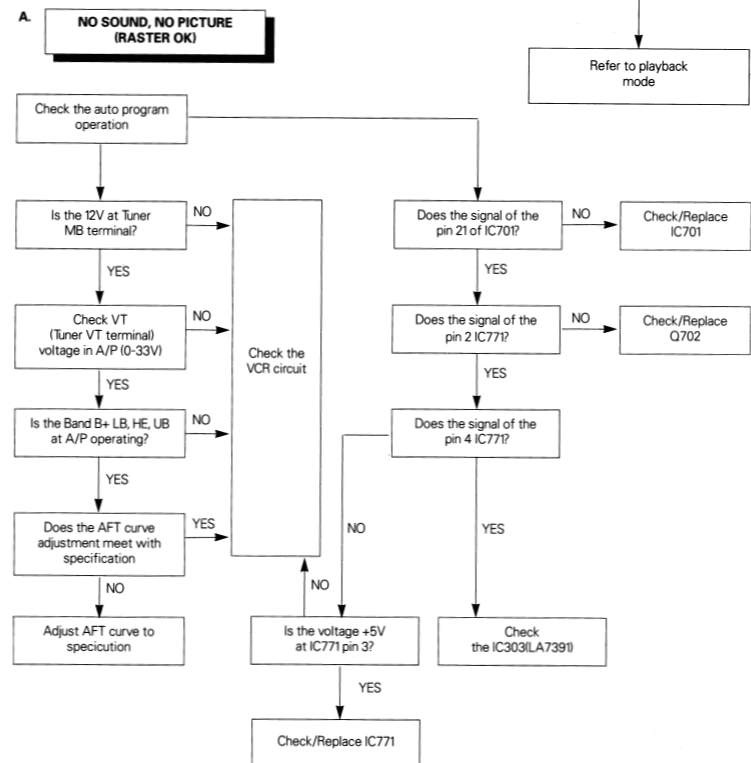 A.
NO SOUND, NO PICTURE
(RASTER OK)
Refer to playback
mode
Check the auto program
operation
Is the 12V at Tuner
MB terminal?
NO
YES
Check VT
(Tuner VT terminal)
voltage in A/P (0-33V)
NO
YES
Is the Band B+ LB, HE, UB
at A/P operating?
NO
YES
Does the AFT curve
adjustment meet with
specification
YES
NO
Adjust AFT curve to
specicution
Check the
VCR circuit
Does the signal of the
pin 21 of IC701?
NO
Check/Replace
IC701
YES
Does the signal of the
pin 2 IC771?
NO
Check/Replace
Q702
YES
Does the signal of the
pin 4 IC771?
NO
YES
NO
Is the voltage +5V
at IC771 pin 3?
Check
the IC303(LA7391)
YES
Check/Replace IC771